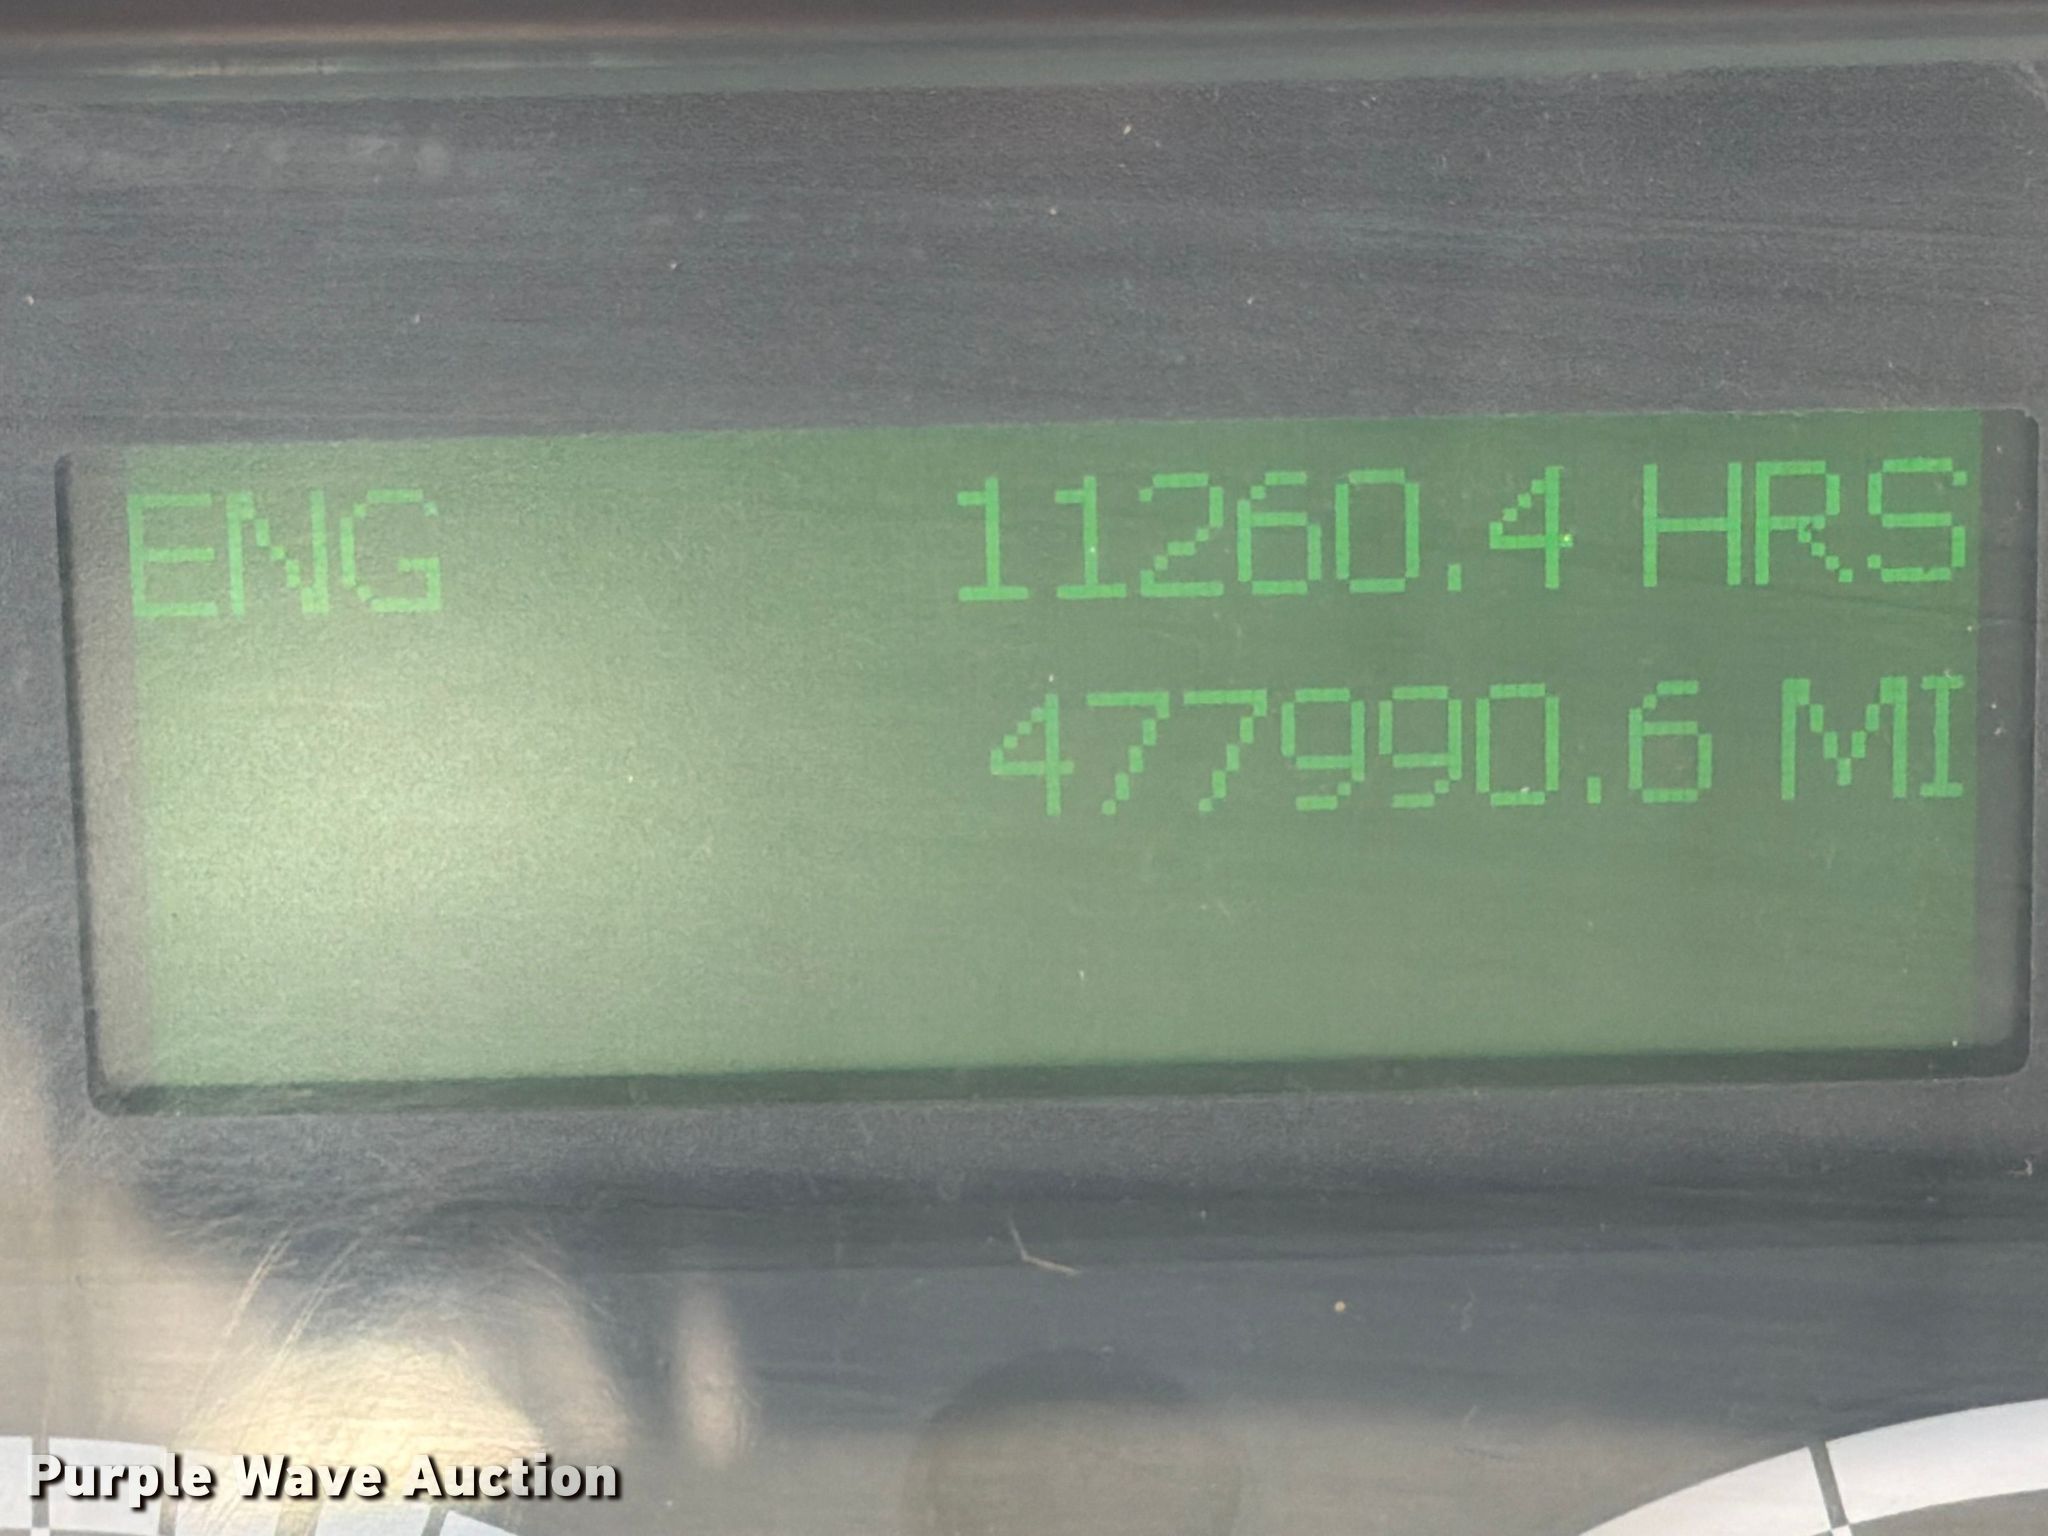 ENG 11260.4 HRS
477990.6 MI
Purple Wave Auction